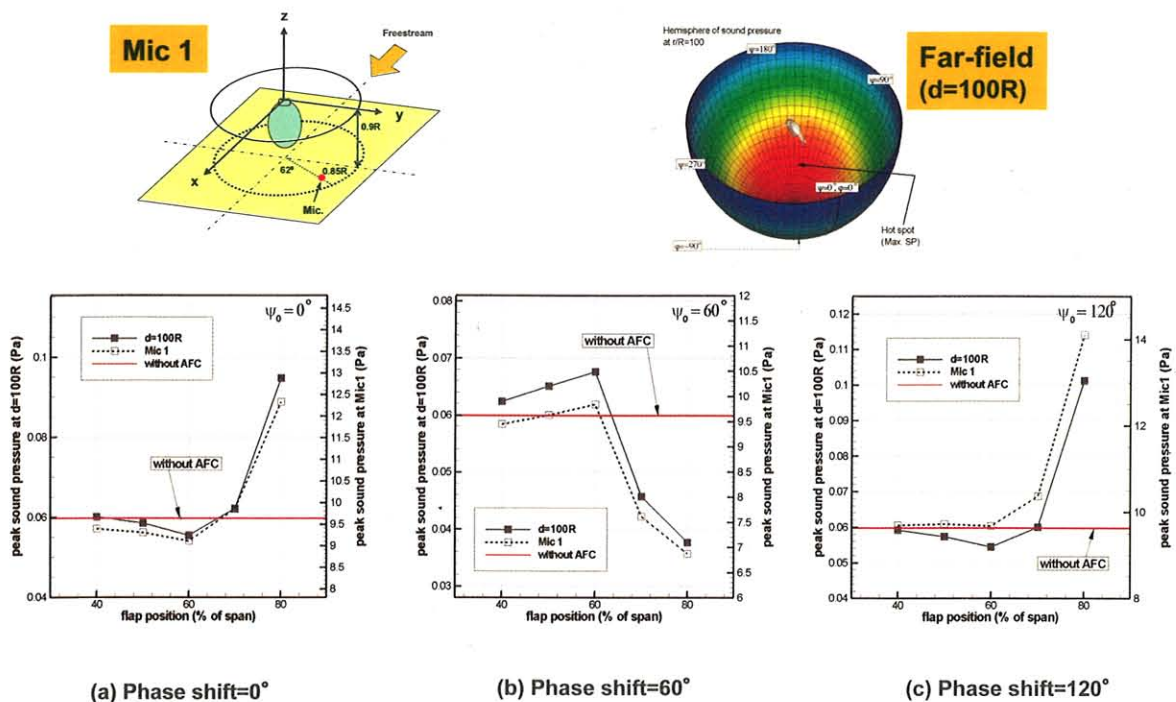 Mic 1
z
Freestream
y
0.9R
x
62°
0.85R
Mic.
Hemisphere of sound pressure
at r/R=100
ψ=180°
ψ=90°
ψ=270°
ψ=0°, φ=0°
φ=-90°
Hot spot
(Max. SP)
Far-field
(d=100R)
ψ₀ = 0°
d=100R
Mic 1
without AFC
without AFC
peak sound pressure at d=100R (Pa)
0.1
0.08
0.06
0.04
peak sound pressure at Mic1 (Pa)
14.5
14
13.5
13
12.5
12
11.5
11
10.5
10
9.5
9
8.5
8
40 50 60 70 80
flap position (% of span)
(a) Phase shift=0°
ψ₀ = 60°
without AFC
d=100R
Mic 1
without AFC
peak sound pressure at d=100R (Pa)
0.08
0.07
0.06
0.05
0.04
0.03
peak sound pressure at Mic1 (Pa)
12
11.5
11
10.5
10
9.5
9
8.5
8
7.5
7
6.5
6
40 50 60 70 80
flap position (% of span)
(b) Phase shift=60°
ψ₀ = 120°
d=100R
Mic 1
without AFC
without AFC
peak sound pressure at d=100R (Pa)
0.12
0.11
0.1
0.09
0.08
0.07
0.06
0.05
0.04
peak sound pressure at Mic1 (Pa)
14
12
10
8
40 50 60 70 80
flap position (% of span)
(c) Phase shift=120°